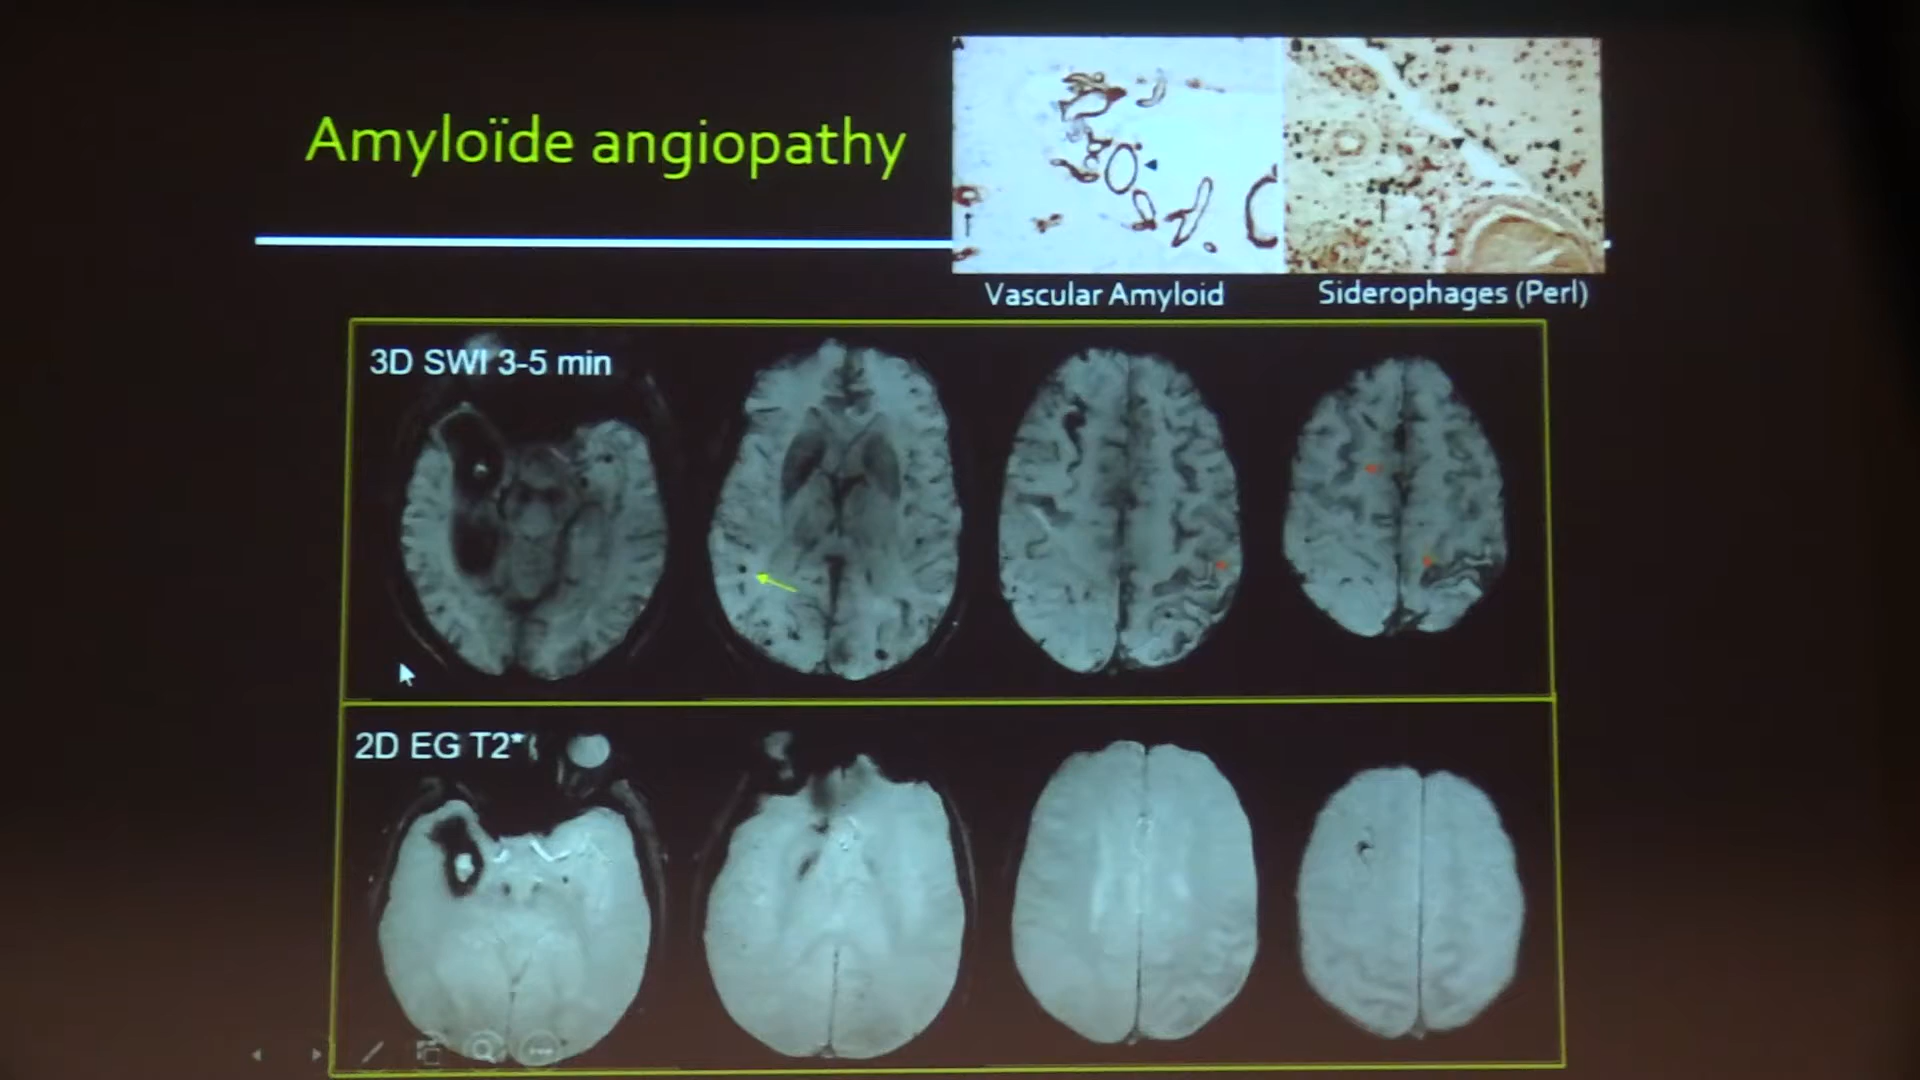 Amyloïde angiopathy
Vascular Amyloid
Siderophages (Perl)
3D SWI 3-5 min
2D EG T2*